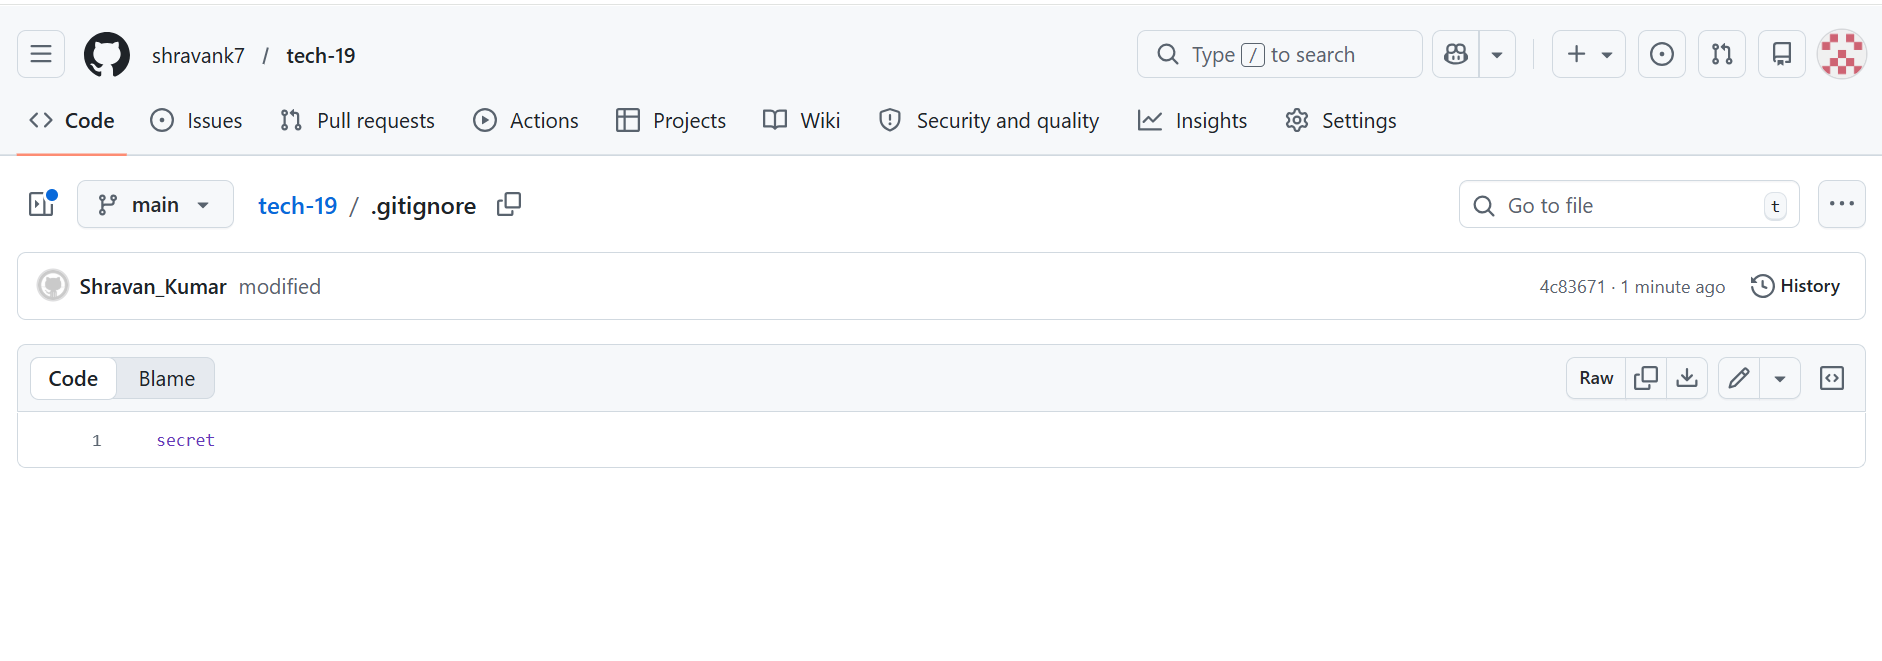 shravank7 / tech-19
Type / to search
Code Issues Pull requests Actions Projects Wiki Security and quality Insights Settings
main tech-19 / .gitignore
Go to file t
Shravan_Kumar modified
4c83671 · 1 minute ago History
Code Blame
Raw
1 secret